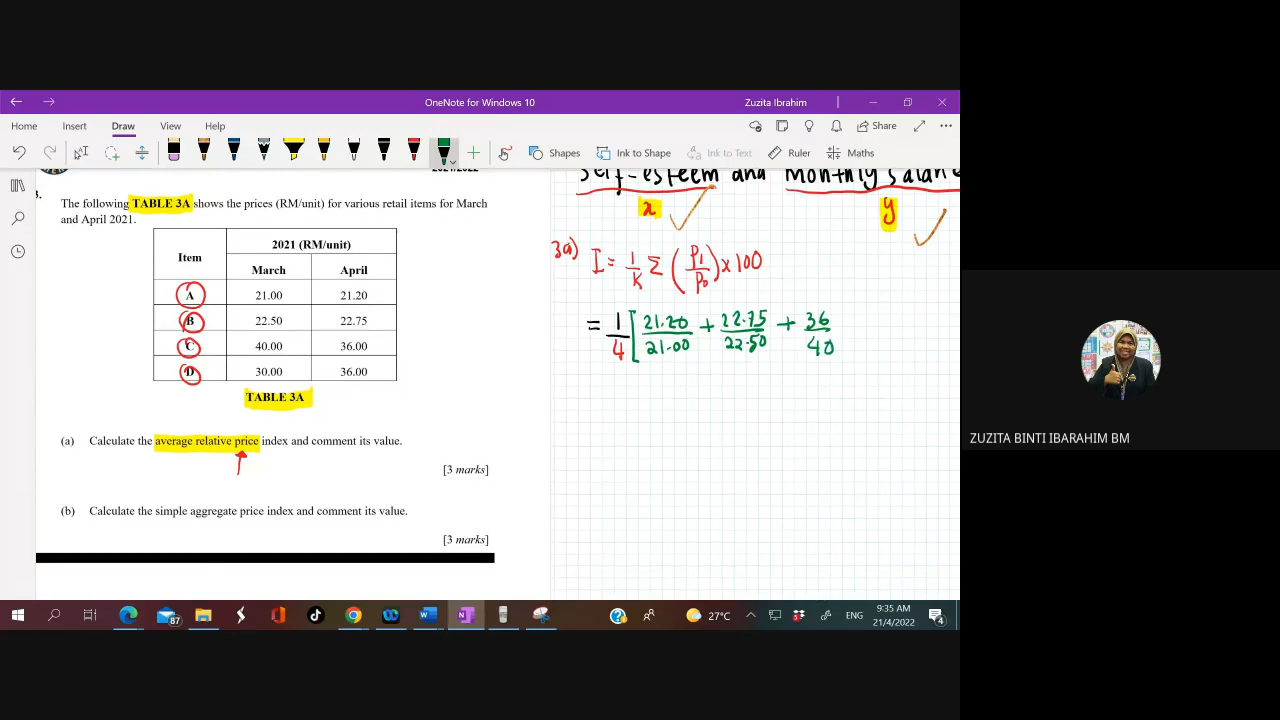 OneNote for Windows 10
Zuzita Ibrahim
Home Insert Draw View Help
Share
Shapes
Ink to Shape
Ink to Text
Ruler
Maths
2021/2022
Self-esteem and Monthly Salar
x
y
3.
The following TABLE 3A shows the prices (RM/unit) for various retail items for March
and April 2021.
Item 2021 (RM/unit)
March April
A 21.00 21.20
B 22.50 22.75
C 40.00 36.00
D 30.00 36.00
TABLE 3A
(a) Calculate the average relative price index and comment its value.
[3 marks]
(b) Calculate the simple aggregate price index and comment its value.
[3 marks]
3a) I = 1/K Σ (P1/P0) x 100
= 1/4 [ 21.20/21.00 + 22.75/22.50 + 36/40
ZUZITA BINTI IBARAHIM BM
87
27°C
ENG
9:35 AM
21/4/2022
4